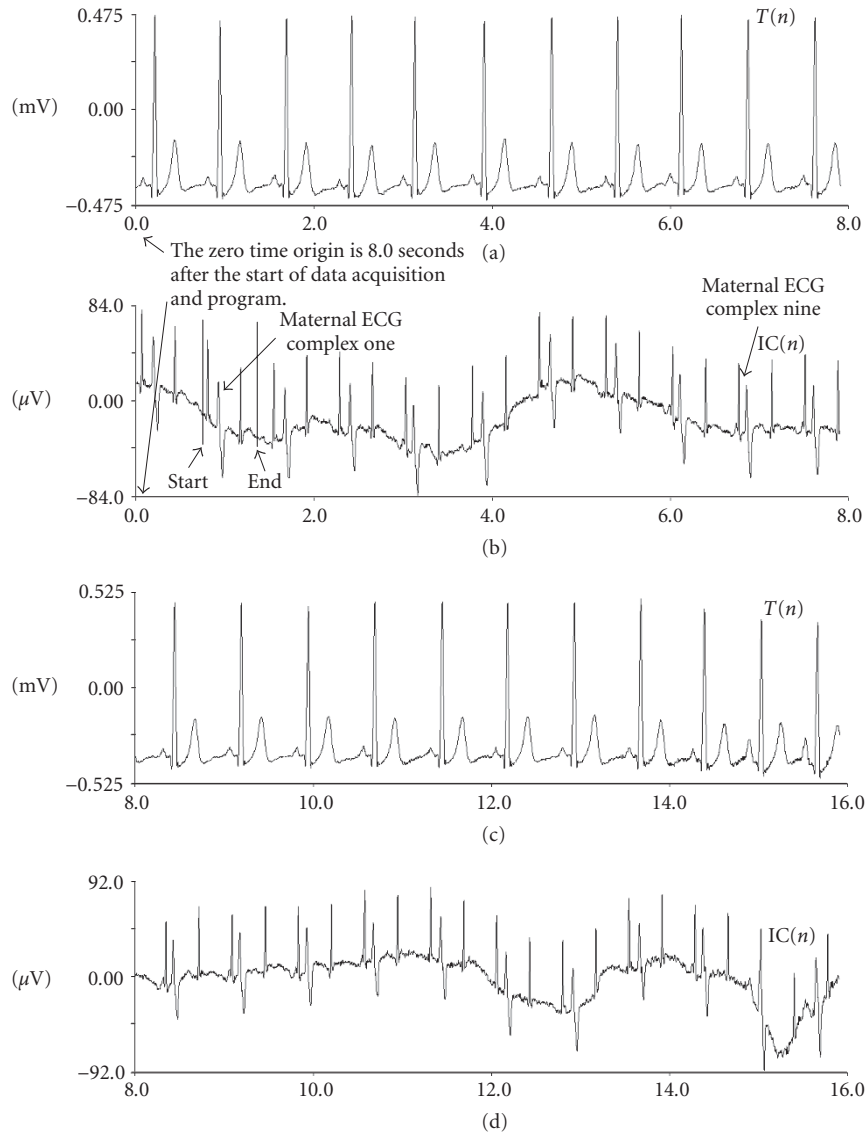 0.475
T(n)
(mV)
0.00
−0.475
0.0
2.0
4.0
6.0
8.0
(a)
The zero time origin is 8.0 seconds
after the start of data acquisition
and program.
84.0
Maternal ECG
complex one
Maternal ECG
complex nine
IC(n)
(μV)
0.00
Start
End
−84.0
0.0
2.0
4.0
6.0
8.0
(b)
0.525
T(n)
(mV)
0.00
−0.525
8.0
10.0
12.0
14.0
16.0
(c)
92.0
IC(n)
(μV)
0.00
−92.0
8.0
10.0
12.0
14.0
16.0
(d)